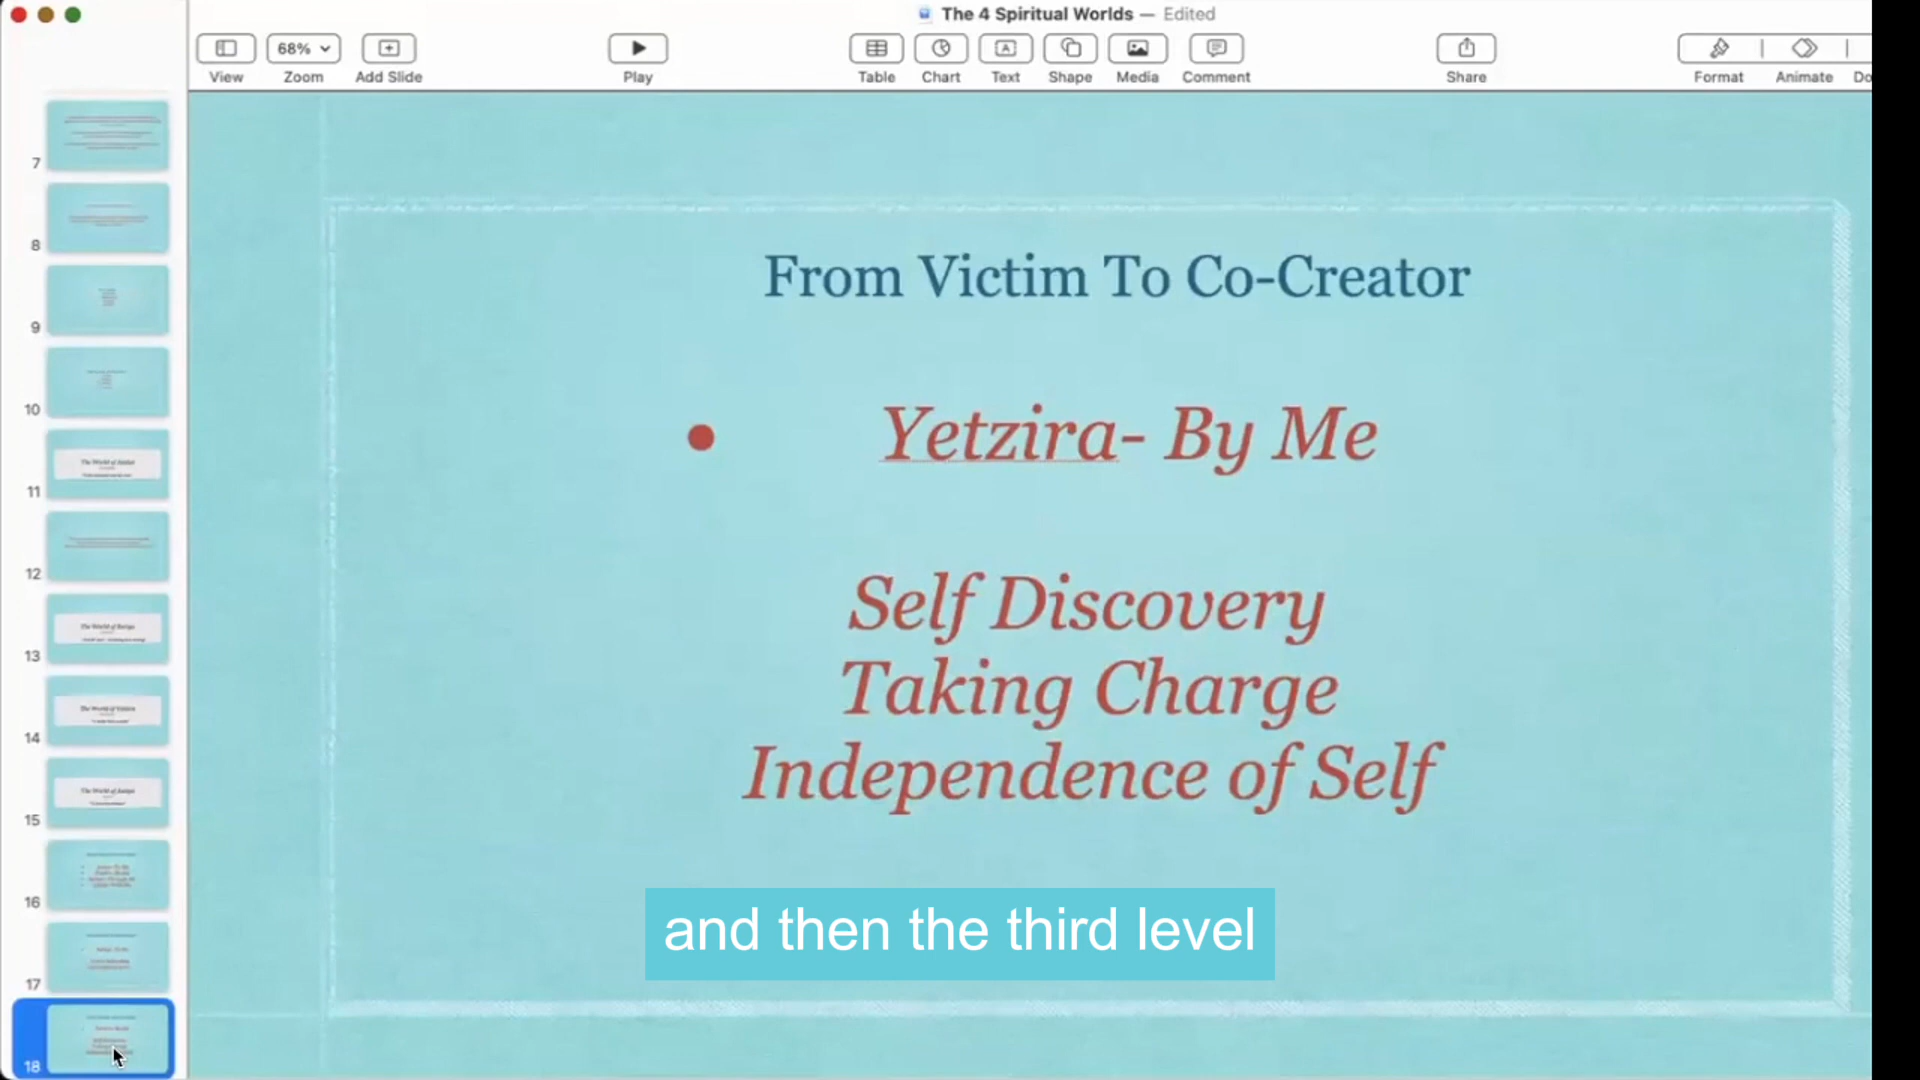 The 4 Spiritual Worlds — Edited
68%
View
Zoom
Add Slide
Play
Table
Chart
Text
Shape
Media
Comment
Share
Format
Animate
Do
7
8
9
10
11
12
13
14
15
16
17
18
From Victim To Co-Creator
Yetzira- By Me
Self Discovery
Taking Charge
Independence of Self
and then the third level